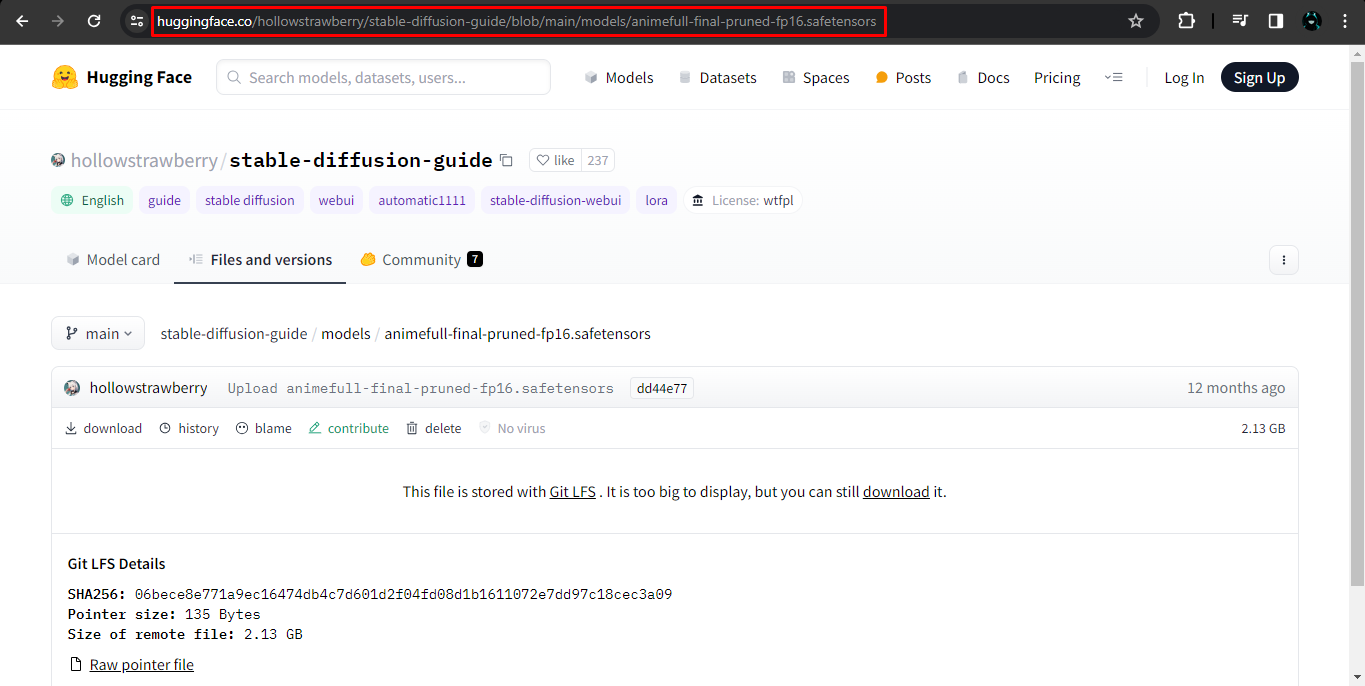 huggingface.co/hollowstrawberry/stable-diffusion-guide/blob/main/models/animefull-final-pruned-fp16.safetensors
Hugging Face Search models, datasets, users... Models Datasets Spaces Posts Docs Pricing Log In Sign Up
hollowstrawberry/stable-diffusion-guide like 237
English guide stable diffusion webui automatic1111 stable-diffusion-webui lora License: wtfpl
Model card Files and versions Community 7
main stable-diffusion-guide / models / animefull-final-pruned-fp16.safetensors
hollowstrawberry Upload animefull-final-pruned-fp16.safetensors dd44e77 12 months ago
download history blame contribute delete No virus 2.13 GB
This file is stored with Git LFS . It is too big to display, but you can still download it.
Git LFS Details
SHA256: 06bece8e771a9ec16474db4c7d601d2f04fd08d1b1611072e7dd97c18cec3a09
Pointer size: 135 Bytes
Size of remote file: 2.13 GB
Raw pointer file